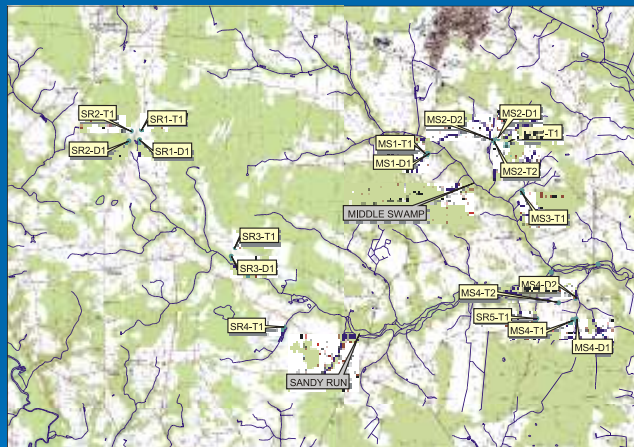 MS2-D1
MS2-D2
SR2-T1
SR1-T1
-T1
MS1-T1
SR2-D1
SR1-D1
MS1-D1
MS2-T2
MIDDLE SWAMP
MS3-T1
SR3-T1
SR3-D1
MS4-D2
MS4-T2
SR5-T1
SR4-T1
MS4-T1
MS4-D1
SANDY RUN